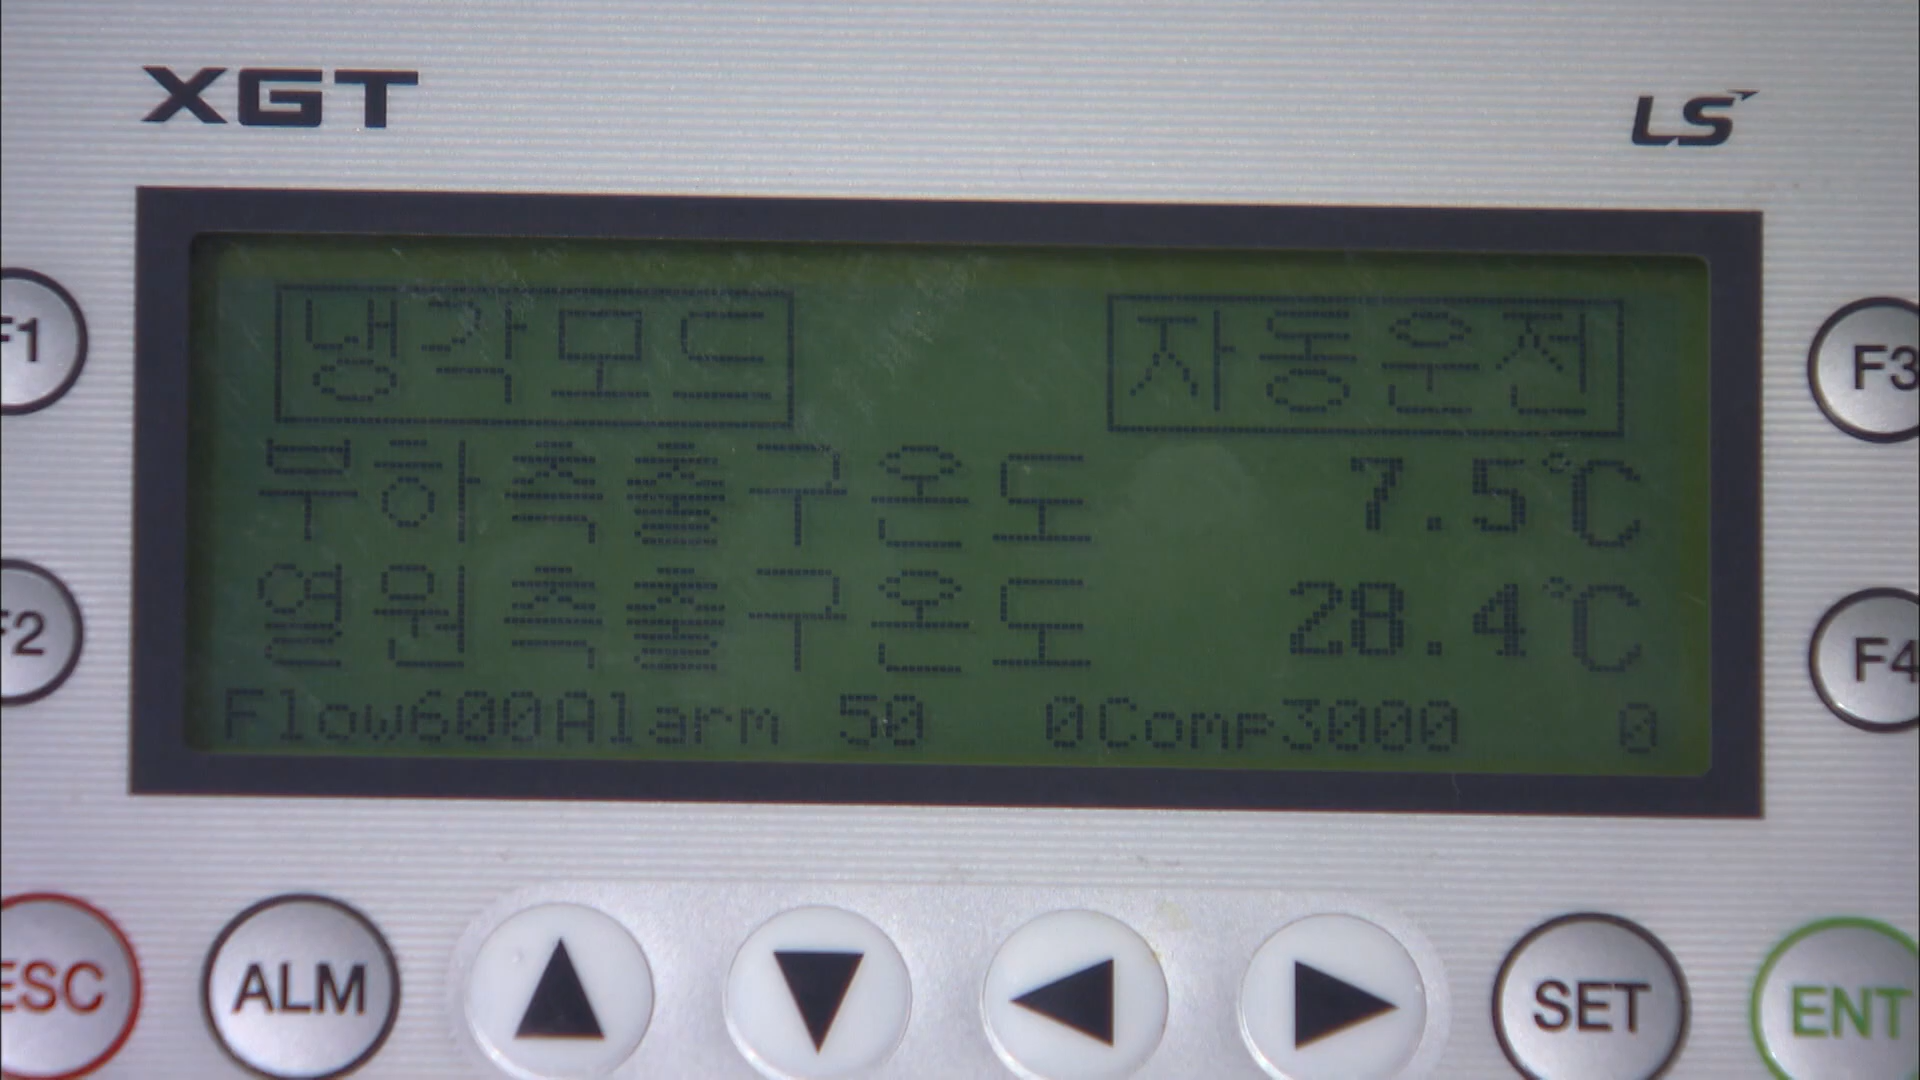 XGT LS
냉각모드 자동운전
F1 F3
부하측출구온도 7.5℃
열원측출구온도 28.4℃
F2 F4
Flow600Alarm 50 0Comp3000 0
ESC ALM ▲ ▼ ◀ ▶ SET ENT